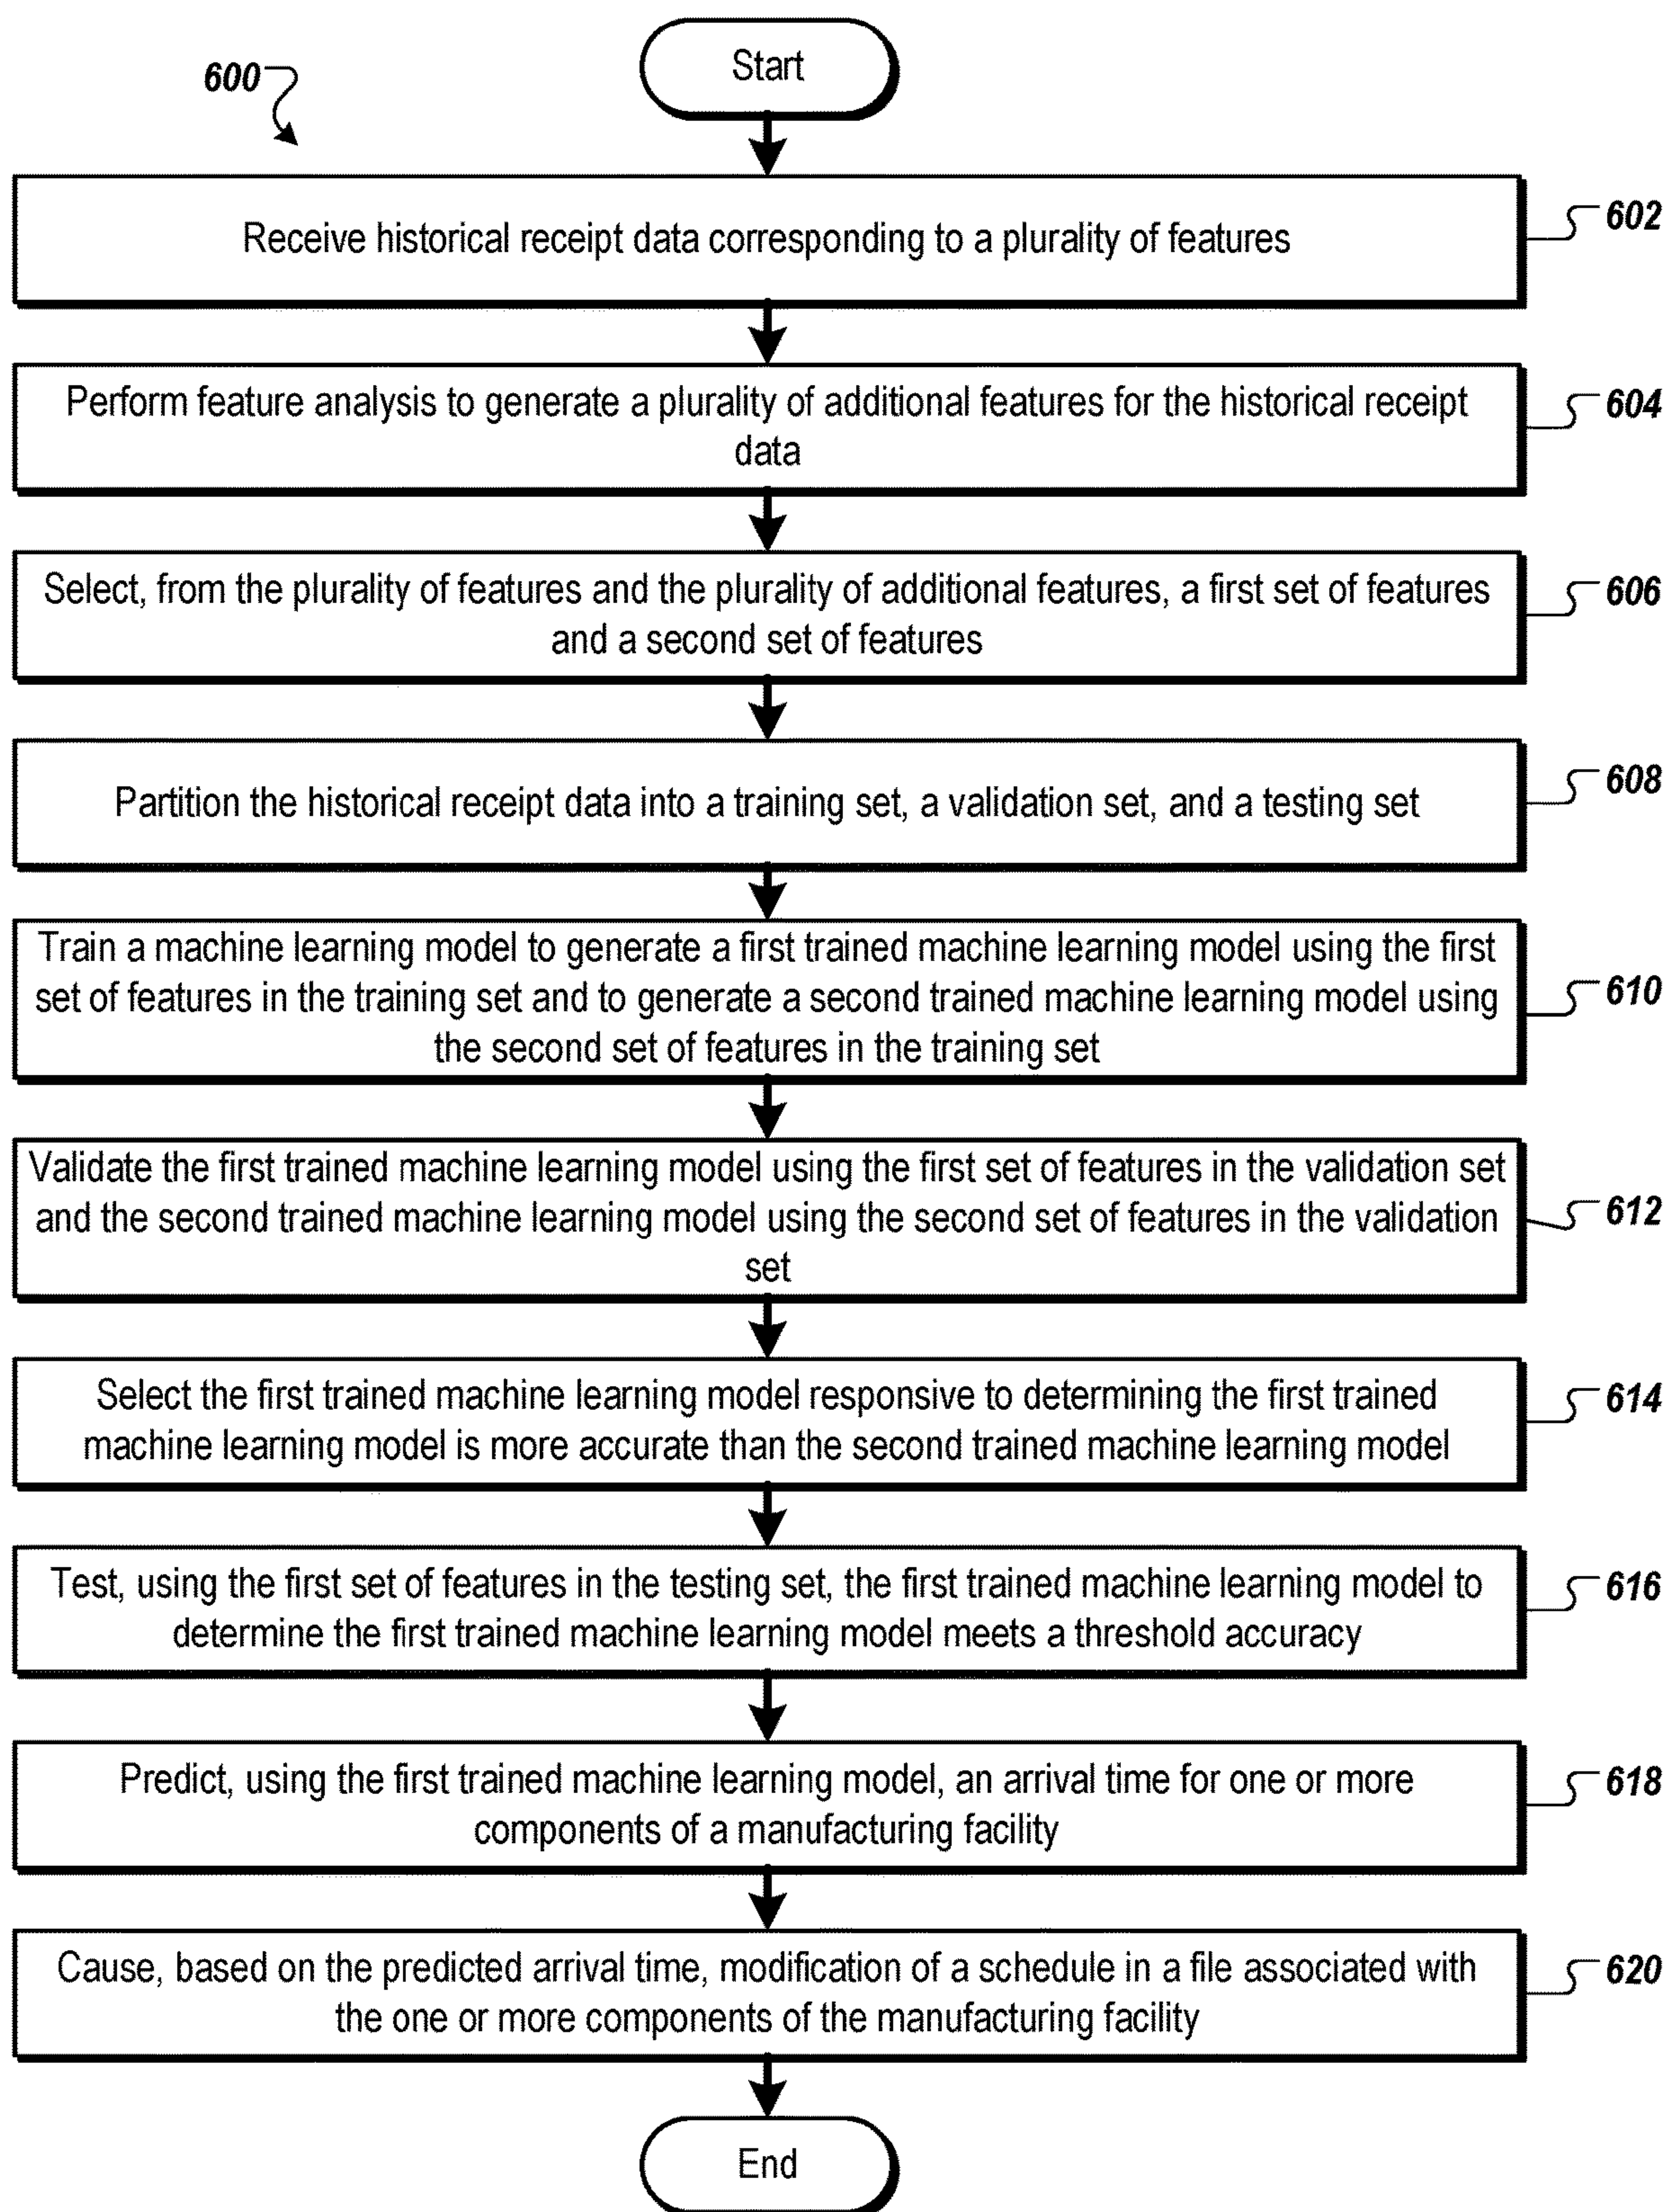 Start
600
Receive historical receipt data corresponding to a plurality of features
602
Perform feature analysis to generate a plurality of additional features for the historical receipt
data
604
Select, from the plurality of features and the plurality of additional features, a first set of features
and a second set of features
606
Partition the historical receipt data into a training set, a validation set, and a testing set
608
Train a machine learning model to generate a first trained machine learning model using the first
set of features in the training set and to generate a second trained machine learning model using
the second set of features in the training set
610
Validate the first trained machine learning model using the first set of features in the validation set
and the second trained machine learning model using the second set of features in the validation
set
612
Select the first trained machine learning model responsive to determining the first trained
machine learning model is more accurate than the second trained machine learning model
614
Test, using the first set of features in the testing set, the first trained machine learning model to
determine the first trained machine learning model meets a threshold accuracy
616
Predict, using the first trained machine learning model, an arrival time for one or more
components of a manufacturing facility
618
Cause, based on the predicted arrival time, modification of a schedule in a file associated with
the one or more components of the manufacturing facility
620
End